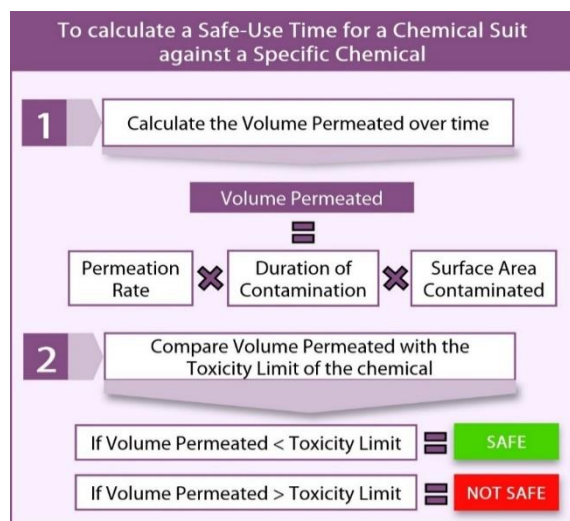 To calculate a Safe-Use Time for a Chemical Suit
against a Specific Chemical
1
Calculate the Volume Permeated over time
Volume Permeated
=
Permeation
Rate
×
Duration of
Contamination
×
Surface Area
Contaminated
2
Compare Volume Permeated with the
Toxicity Limit of the chemical
If Volume Permeated < Toxicity Limit = SAFE
If Volume Permeated > Toxicity Limit = NOT SAFE